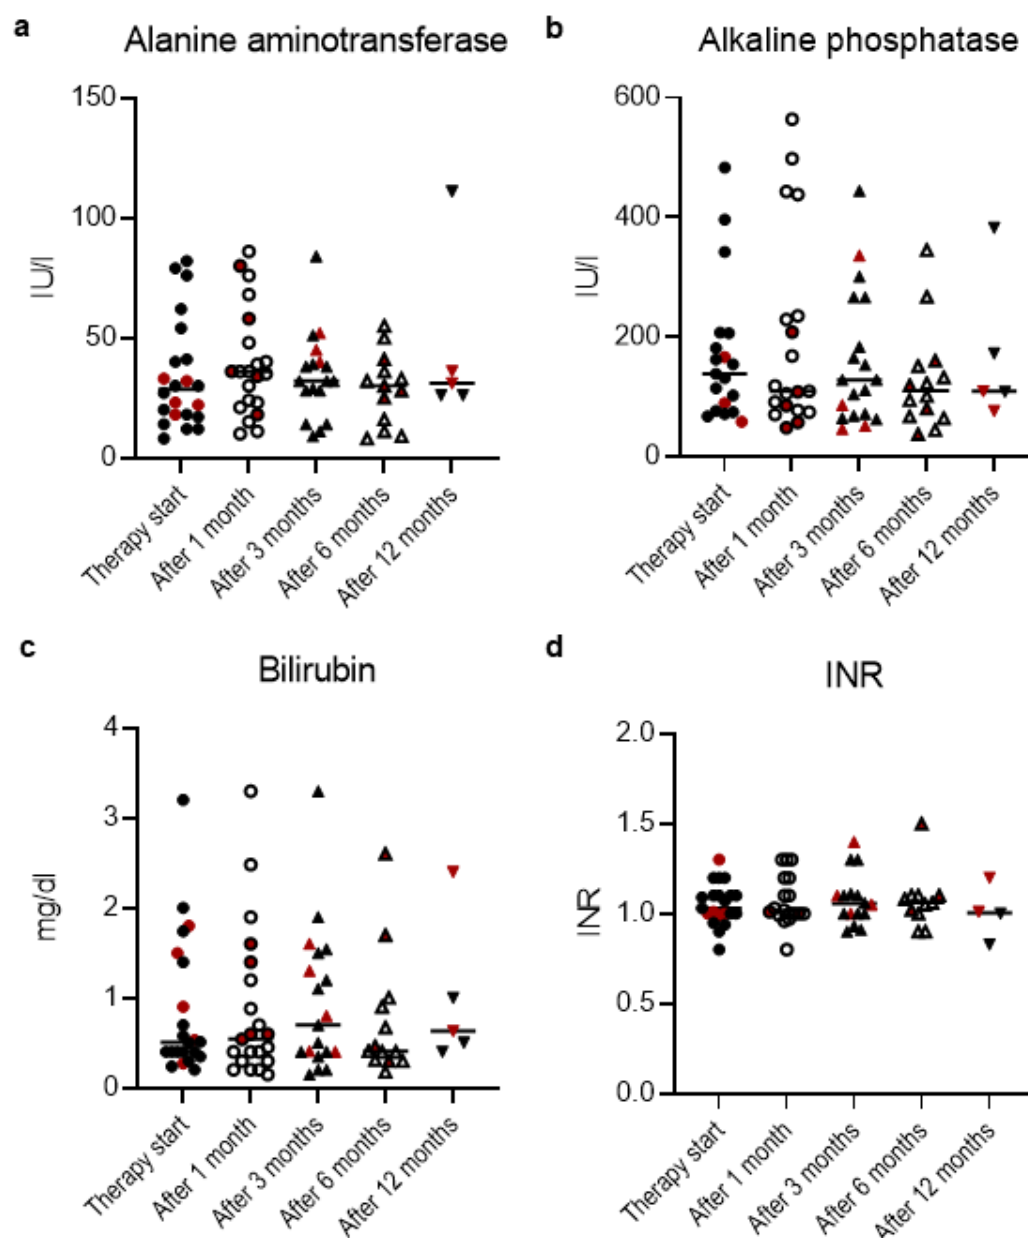 a
Alanine aminotransferase
150
100
50
0
IU/l
Therapy start
After 1 month
After 3 months
After 6 months
After 12 months
b
Alkaline phosphatase
600
400
200
0
IU/l
Therapy start
After 1 month
After 3 months
After 6 months
After 12 months
c
Bilirubin
4
3
2
1
0
mg/dl
Therapy start
After 1 month
After 3 months
After 6 months
After 12 months
d
INR
2.0
1.5
1.0
0.5
0.0
INR
Therapy start
After 1 month
After 3 months
After 6 months
After 12 months